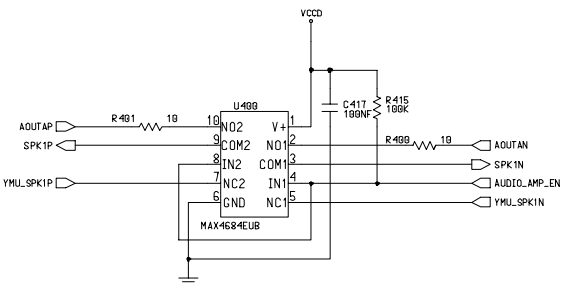 VCCD
U400
C417
100NF
R415
100K
R401 10
AOUTAP
10 NO2
V+ 1
SPK1P
9 COM2
NO1 2
R400 10
AOUTAN
8 IN2
COM1 3
SPK1N
YMU_SPK1P
7 NC2
IN1 4
AUDIO_AMP_EN
6 GND
NC1 5
YMU_SPK1N
MAX4684EUB